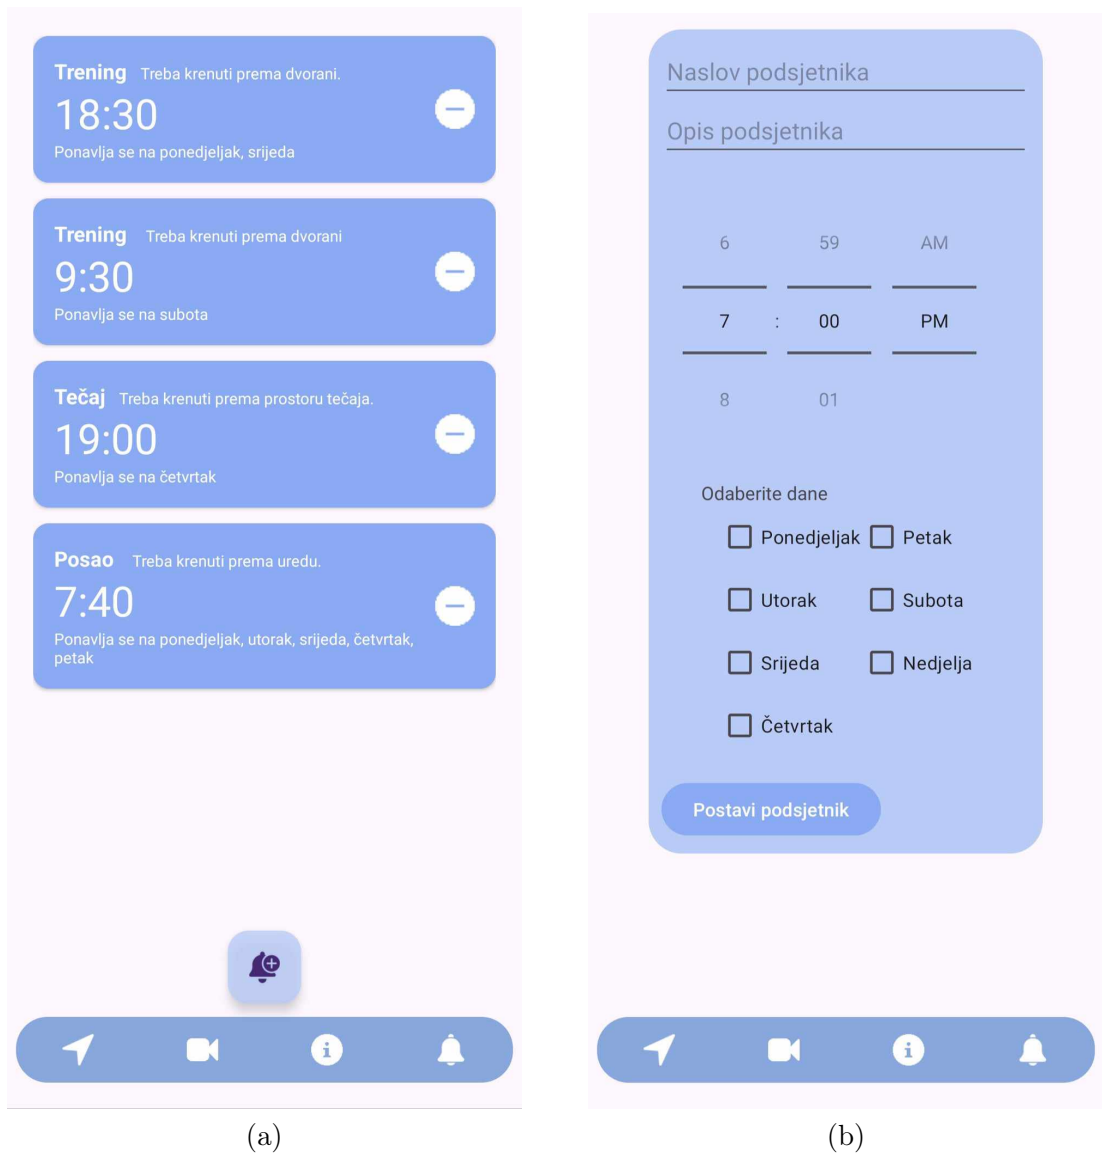 Trening Treba krenuti prema dvorani.
18:30
Ponavlja se na ponedjeljak, srijeda
Trening Treba krenuti prema dvorani
9:30
Ponavlja se na subota
Tečaj Treba krenuti prema prostoru tečaja.
19:00
Ponavlja se na četvrtak
Posao Treba krenuti prema uredu.
7:40
Ponavlja se na ponedjeljak, utorak, srijeda, četvrtak,
petak
(a)
Naslov podsjetnika
Opis podsjetnika
6 59 AM
7 : 00 PM
8 01
Odaberite dane
Ponedjeljak Petak
Utorak Subota
Srijeda Nedjelja
Četvrtak
Postavi podsjetnik
(b)